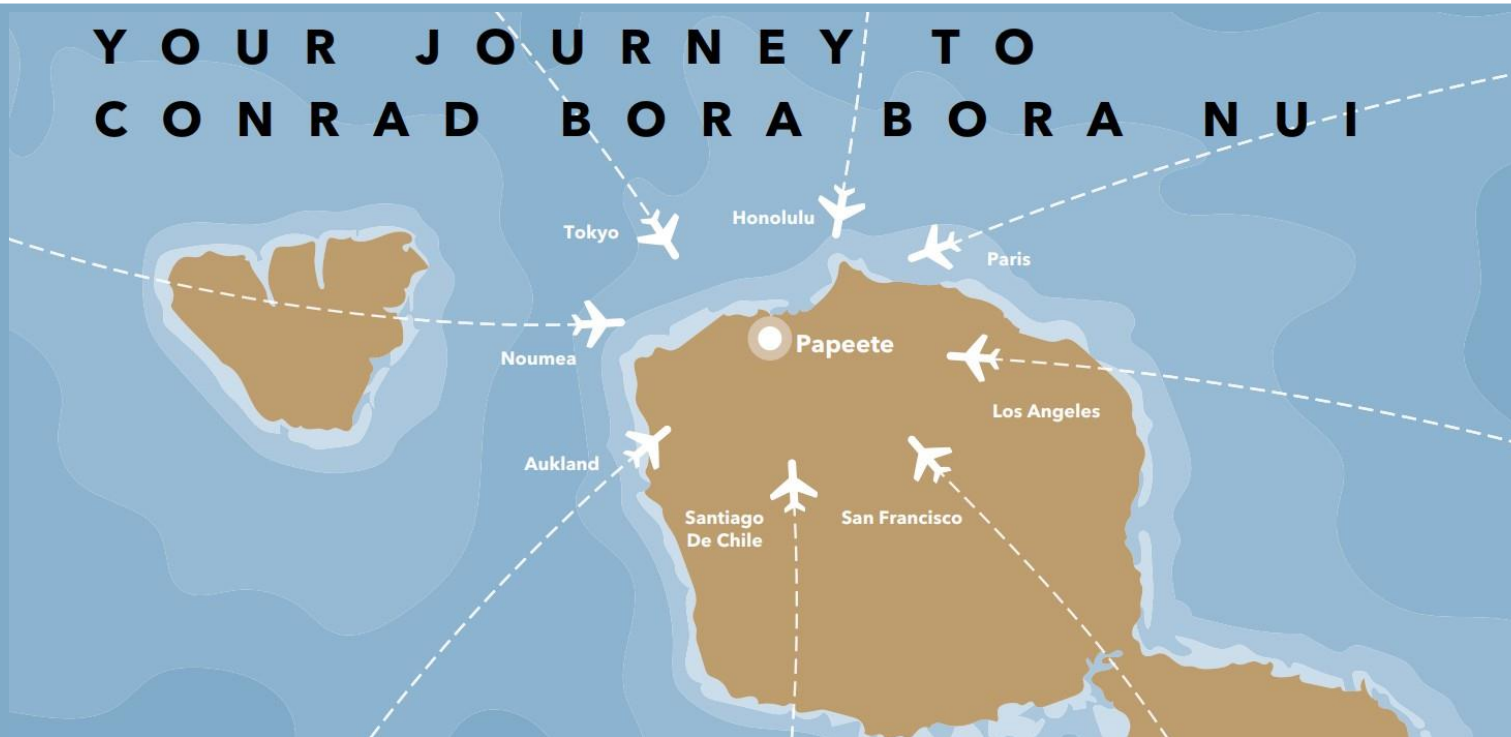 YOUR JOURNEY TO
CONRAD BORA BORA NUI
Tokyo
Honolulu
Paris
Noumea
Papeete
Los Angeles
Aukland
Santiago
De Chile
San Francisco